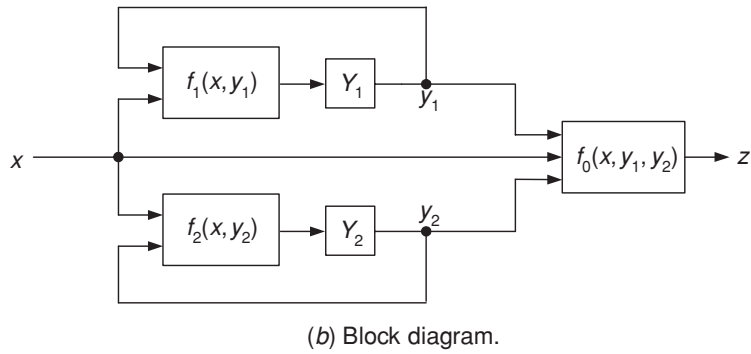 f₁(x, y₁)
Y₁
y₁
x
f₀(x, y₁, y₂)
z
f₂(x, y₂)
Y₂
y₂
(b) Block diagram.